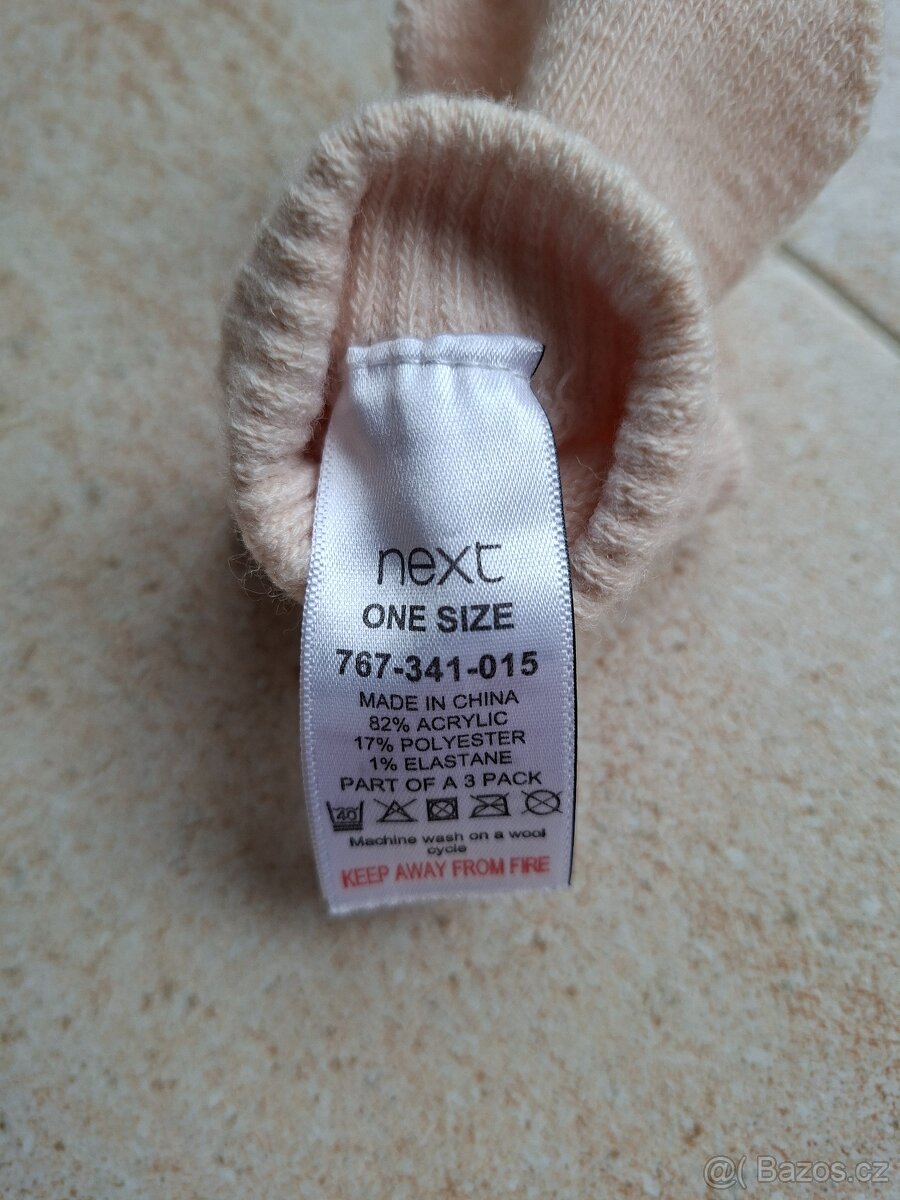 next
ONE SIZE
767-341-015
MADE IN CHINA
82% ACRYLIC
17% POLYESTER
1% ELASTANE
PART OF A 3 PACK
40
Machine wash on a wool
cycle
KEEP AWAY FROM FIRE
@( Bazos.cz